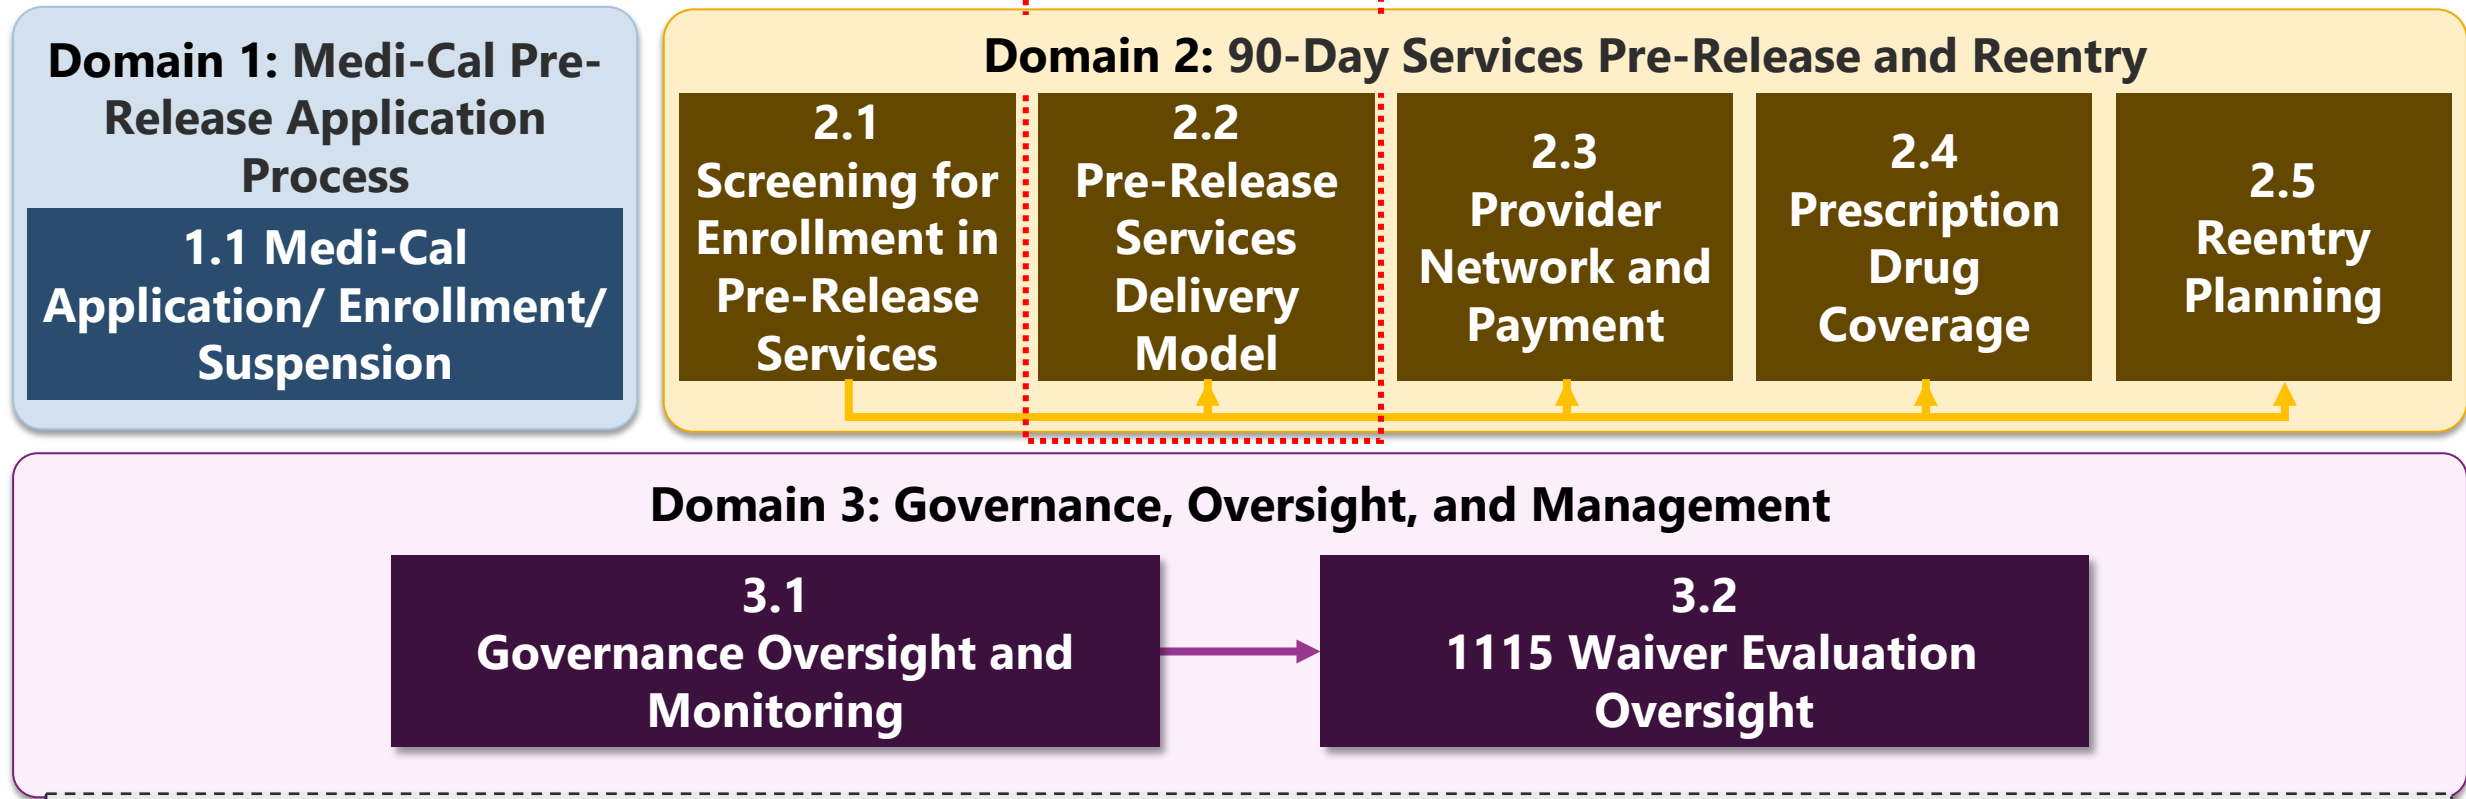 Domain 1: Medi-Cal Pre-
Release Application
Process
1.1 Medi-Cal
Application/ Enrollment/
Suspension
Domain 2: 90-Day Services Pre-Release and Reentry
2.1
Screening for
Enrollment in
Pre-Release
Services
2.2
Pre-Release
Services
Delivery
Model
2.3
Provider
Network and
Payment
2.4
Prescription
Drug
Coverage
2.5
Reentry
Planning
Domain 3: Governance, Oversight, and Management
3.1
Governance Oversight and
Monitoring
3.2
1115 Waiver Evaluation
Oversight